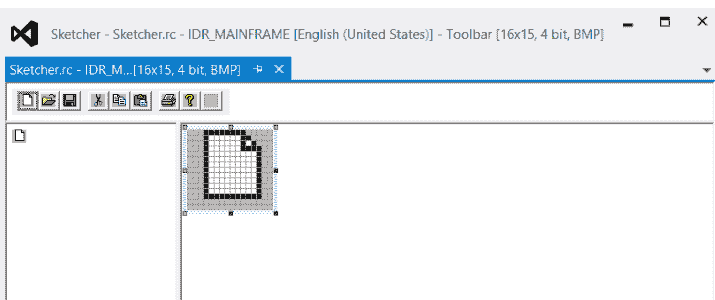 Sketcher - Sketcher.rc - IDR_MAINFRAME [English (United States)] - Toolbar [16x15, 4 bit, BMP]
Sketcher.rc - IDR_M...[16x15, 4 bit, BMP]